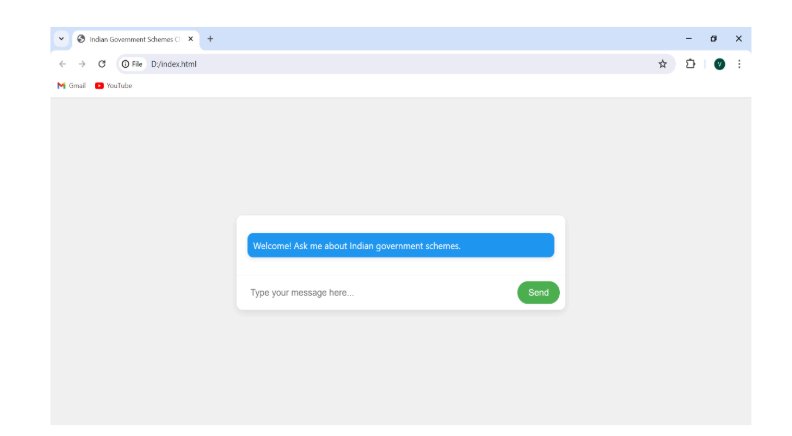 Indian Government Schemes C
File D:/index.html
Gmail YouTube
Welcome! Ask me about Indian government schemes.
Type your message here...
Send
V